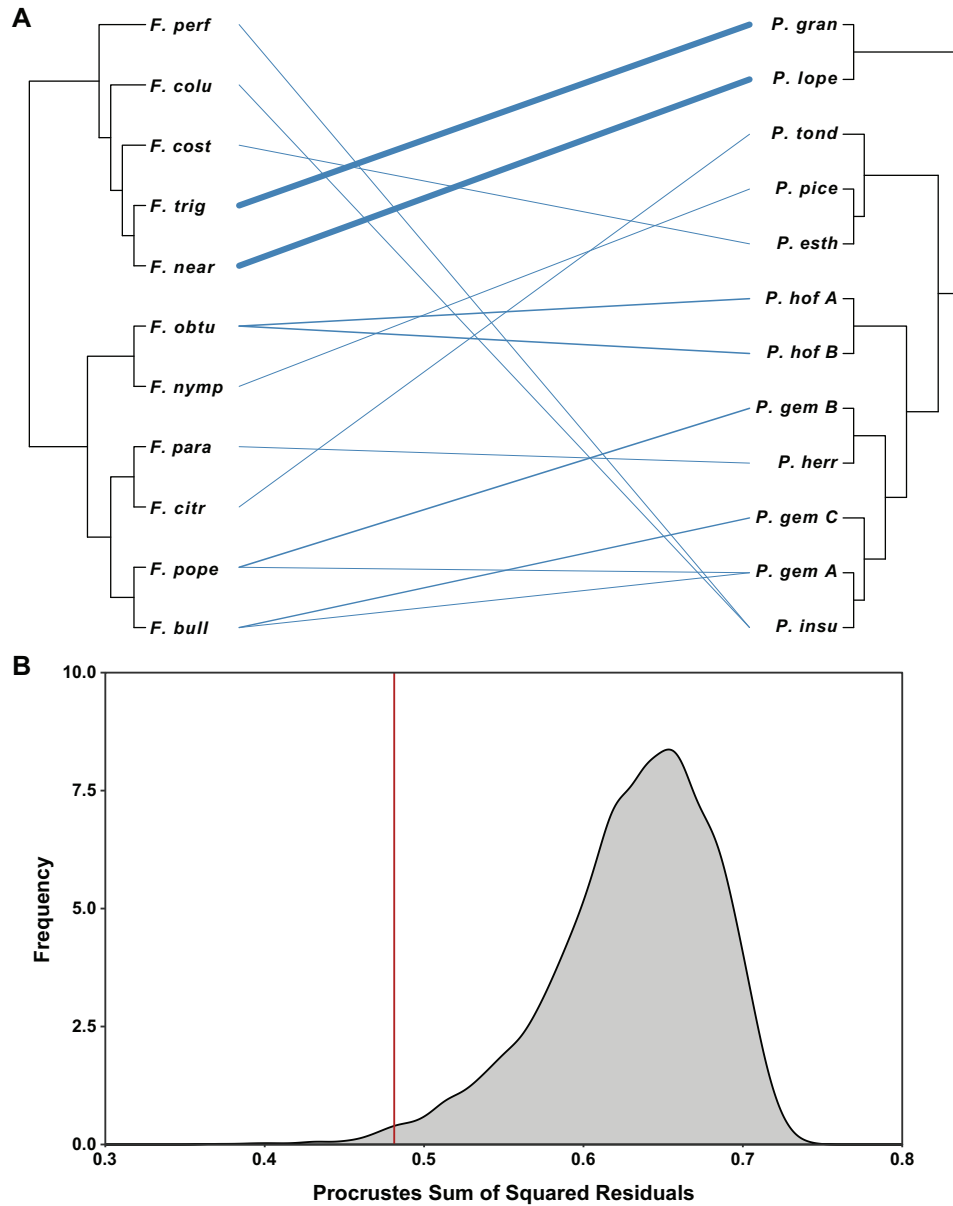 A
F. perf
F. colu
F. cost
F. trig
F. near
F. obtu
F. nymp
F. para
F. citr
F. pope
F. bull
P. gran
P. lope
P. tond
P. pice
P. esth
P. hof A
P. hof B
P. gem B
P. herr
P. gem C
P. gem A
P. insu
B
10.0
7.5
5.0
2.5
0.0
Frequency
0.3 0.4 0.5 0.6 0.7 0.8
Procrustes Sum of Squared Residuals